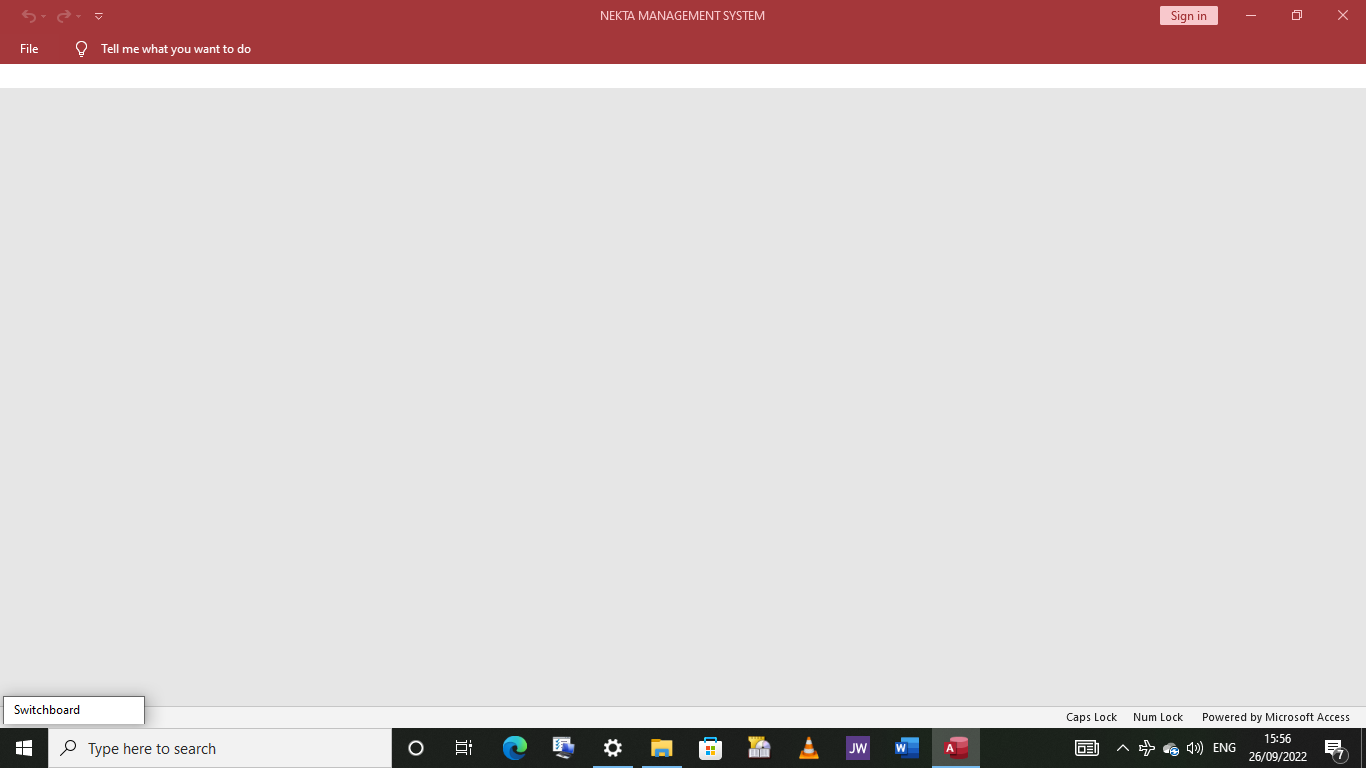 NEKTA MANAGEMENT SYSTEM
Sign in
File
Tell me what you want to do
Switchboard
Caps Lock Num Lock Powered by Microsoft Access
Type here to search
JW
W
A
ENG
15:56
26/09/2022
7